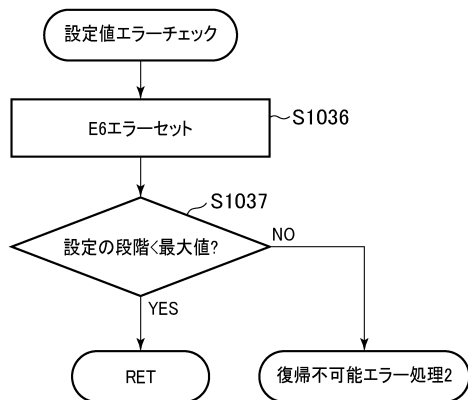 設定値エラーチェック
E6エラーセット
S1036
S1037
設定の段階<最大値?
NO
YES
RET
復帰不可能エラー処理2